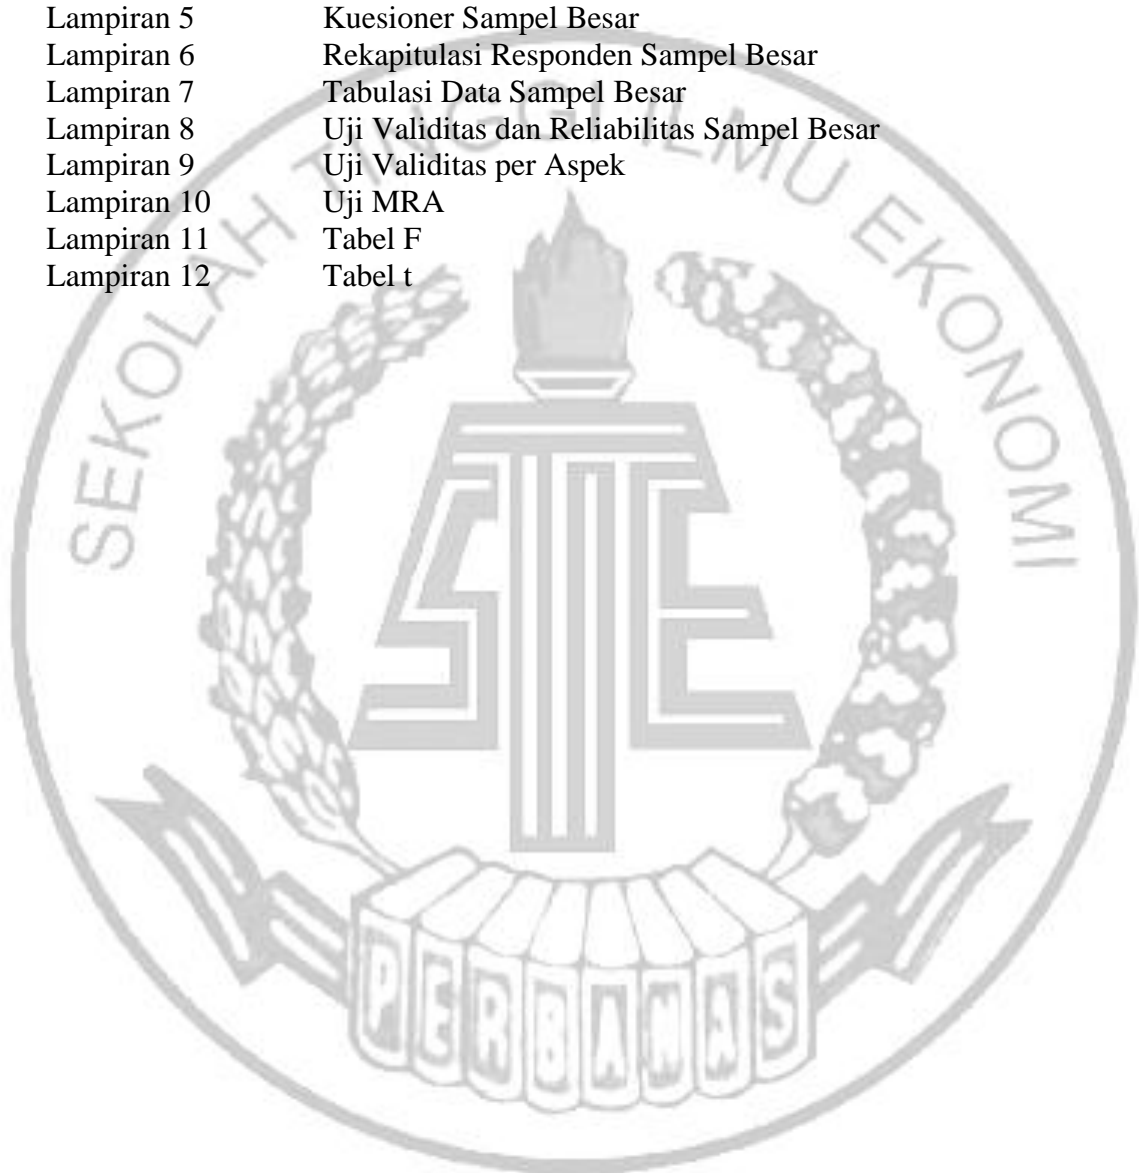 Lampiran 5 Kuesioner Sampel Besar
Lampiran 6 Rekapitulasi Responden Sampel Besar
Lampiran 7 Tabulasi Data Sampel Besar
Lampiran 8 Uji Validitas dan Reliabilitas Sampel Besar
Lampiran 9 Uji Validitas per Aspek
Lampiran 10 Uji MRA
Lampiran 11 Tabel F
Lampiran 12 Tabel t
SEKOLAH TINGGI ILMU EKONOMI
STIE
PERBANAS